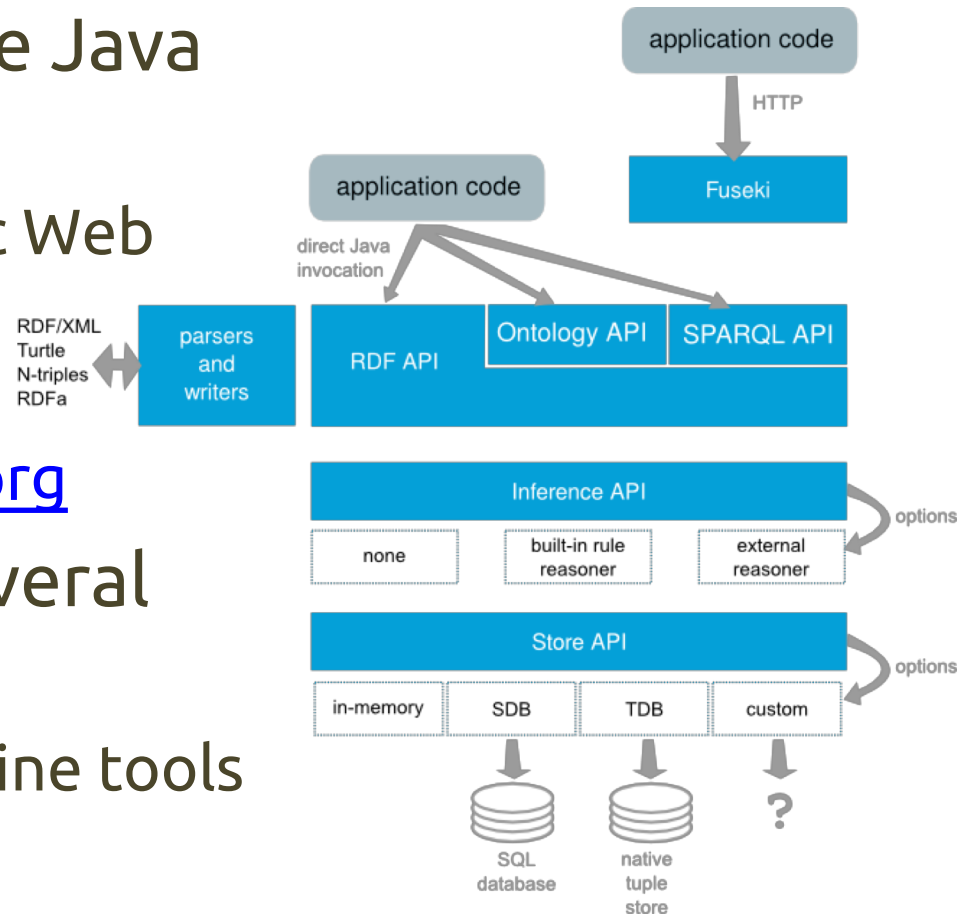 e Java
c Web
org
veral
ine tools
application code
HTTP
Fuseki
application code
direct Java
invocation
RDF/XML
Turtle
N-triples
RDFa
parsers
and
writers
RDF API
Ontology API
SPARQL API
Inference API
options
none
built-in rule
reasoner
external
reasoner
Store API
options
in-memory
SDB
TDB
custom
SQL
database
native
tuple
store
?